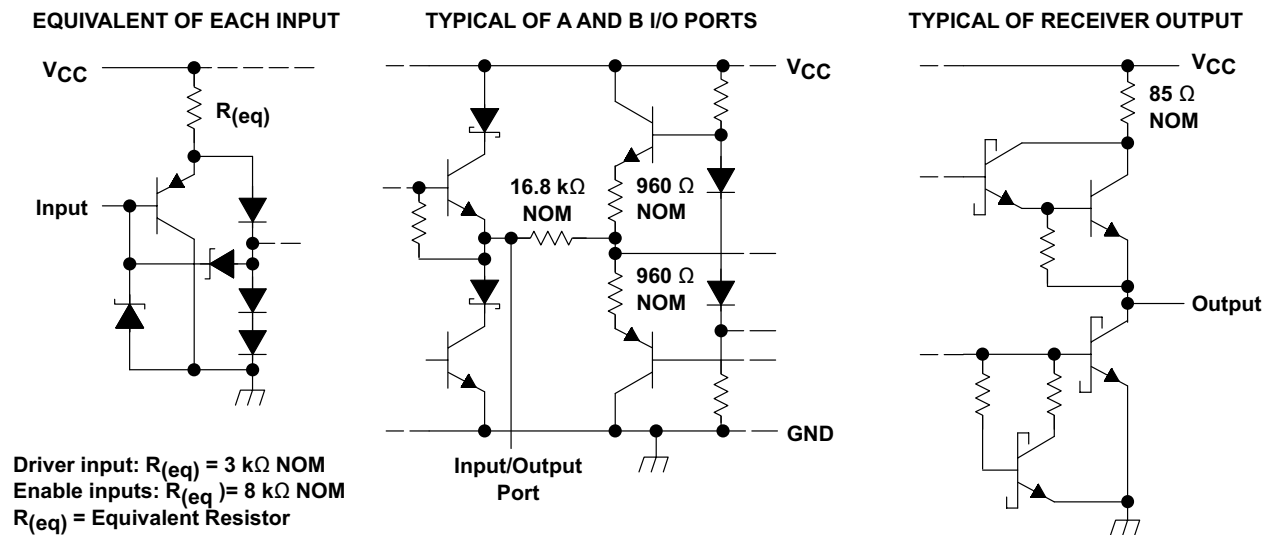 EQUIVALENT OF EACH INPUT
VCC
R(eq)
Input
Driver input: R(eq) = 3 kΩ NOM
Enable inputs: R(eq )= 8 kΩ NOM
R(eq) = Equivalent Resistor
TYPICAL OF A AND B I/O PORTS
VCC
16.8 kΩ
NOM
960 Ω
NOM
960 Ω
NOM
GND
Input/Output
Port
TYPICAL OF RECEIVER OUTPUT
VCC
85 Ω
NOM
Output